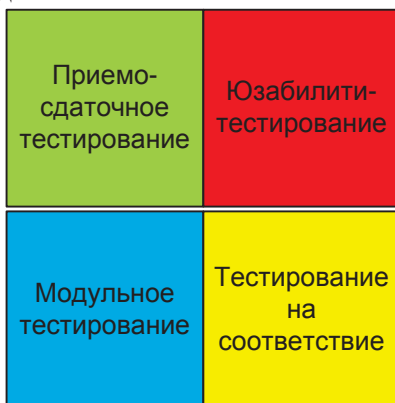 Приемо-
сдаточное
тестирование
Юзабилити-
тестирование
Модульное
тестирование
Тестирование
на
соответствие